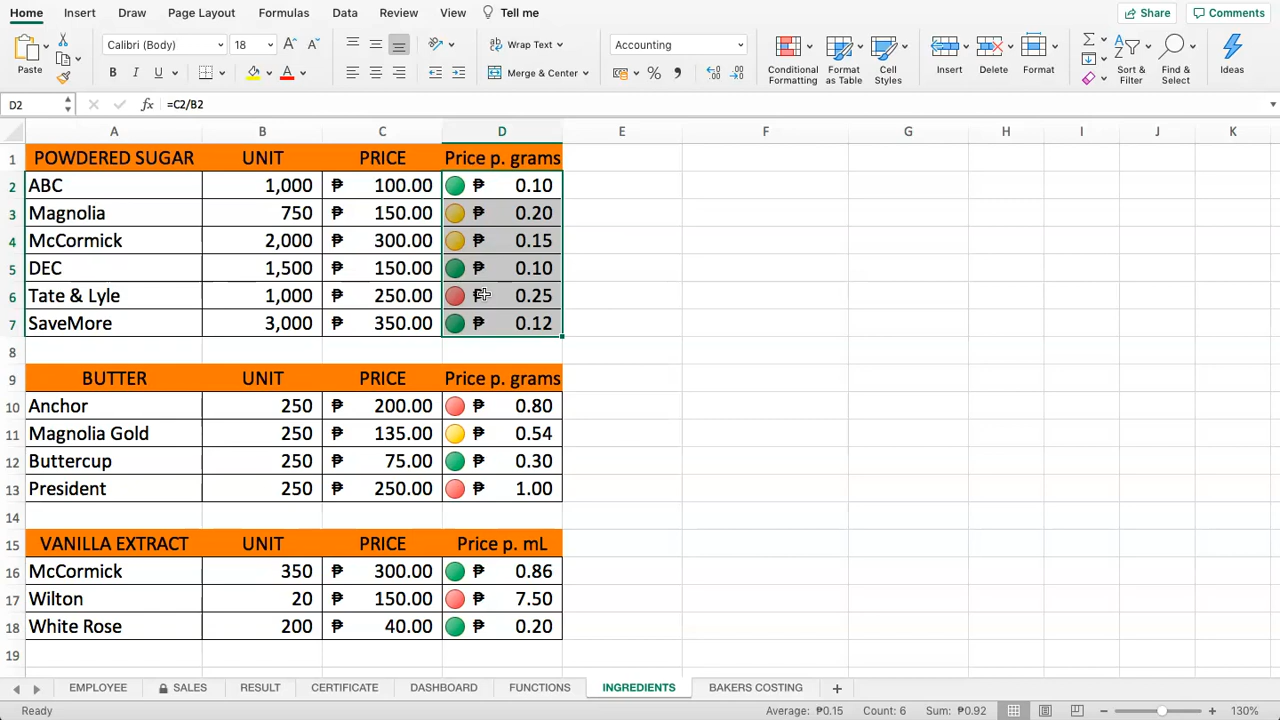 Home Insert Draw Page Layout Formulas Data Review View Tell me Share Comments
Paste Calibri (Body) 18 A A Wrap Text Accounting Conditional Formatting Format as Table Cell Styles Insert Delete Format Sort & Filter Find & Select Ideas
B I U A Merge & Center %
D2 fx =C2/B2
A B C D E F G H I J K
1 POWDERED SUGAR UNIT PRICE Price p. grams
2 ABC 1,000 ₱ 100.00 ₱ 0.10
3 Magnolia 750 ₱ 150.00 ₱ 0.20
4 McCormick 2,000 ₱ 300.00 ₱ 0.15
5 DEC 1,500 ₱ 150.00 ₱ 0.10
6 Tate & Lyle 1,000 ₱ 250.00 ₱ 0.25
7 SaveMore 3,000 ₱ 350.00 ₱ 0.12
8
9 BUTTER UNIT PRICE Price p. grams
10 Anchor 250 ₱ 200.00 ₱ 0.80
11 Magnolia Gold 250 ₱ 135.00 ₱ 0.54
12 Buttercup 250 ₱ 75.00 ₱ 0.30
13 President 250 ₱ 250.00 ₱ 1.00
14
15 VANILLA EXTRACT UNIT PRICE Price p. mL
16 McCormick 350 ₱ 300.00 ₱ 0.86
17 Wilton 20 ₱ 150.00 ₱ 7.50
18 White Rose 200 ₱ 40.00 ₱ 0.20
19
EMPLOYEE SALES RESULT CERTIFICATE DASHBOARD FUNCTIONS INGREDIENTS BAKERS COSTING +
Ready Average: ₱0.15 Count: 6 Sum: ₱0.92 130%